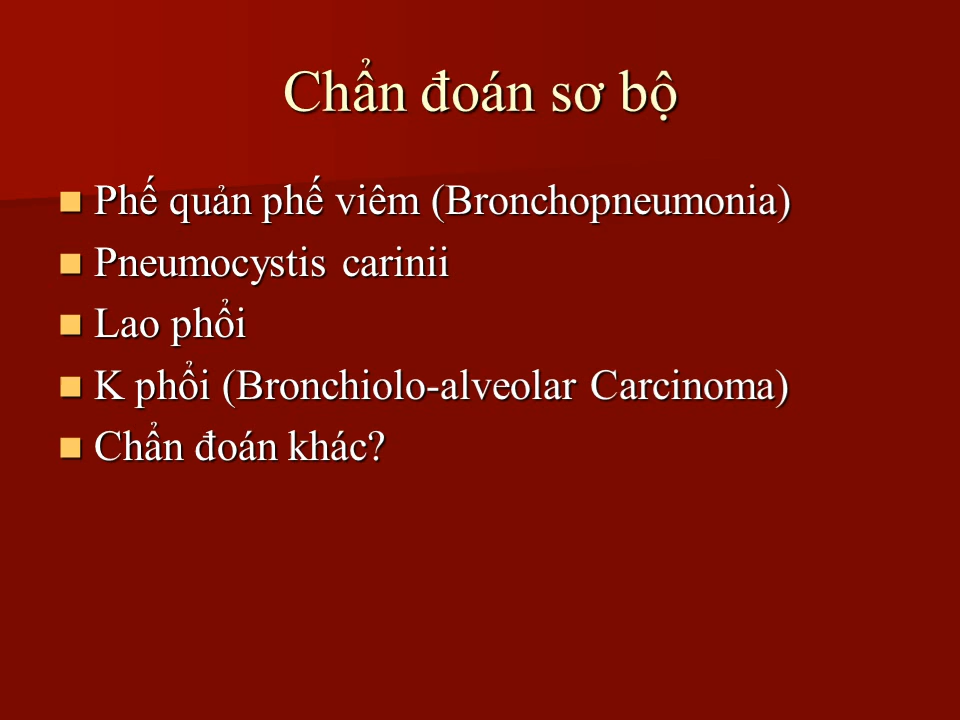 Chẩn đoán sơ bộ
Phế quản phế viêm (Bronchopneumonia)
Pneumocystis carinii
Lao phổi
K phổi (Bronchiolo-alveolar Carcinoma)
Chẩn đoán khác?